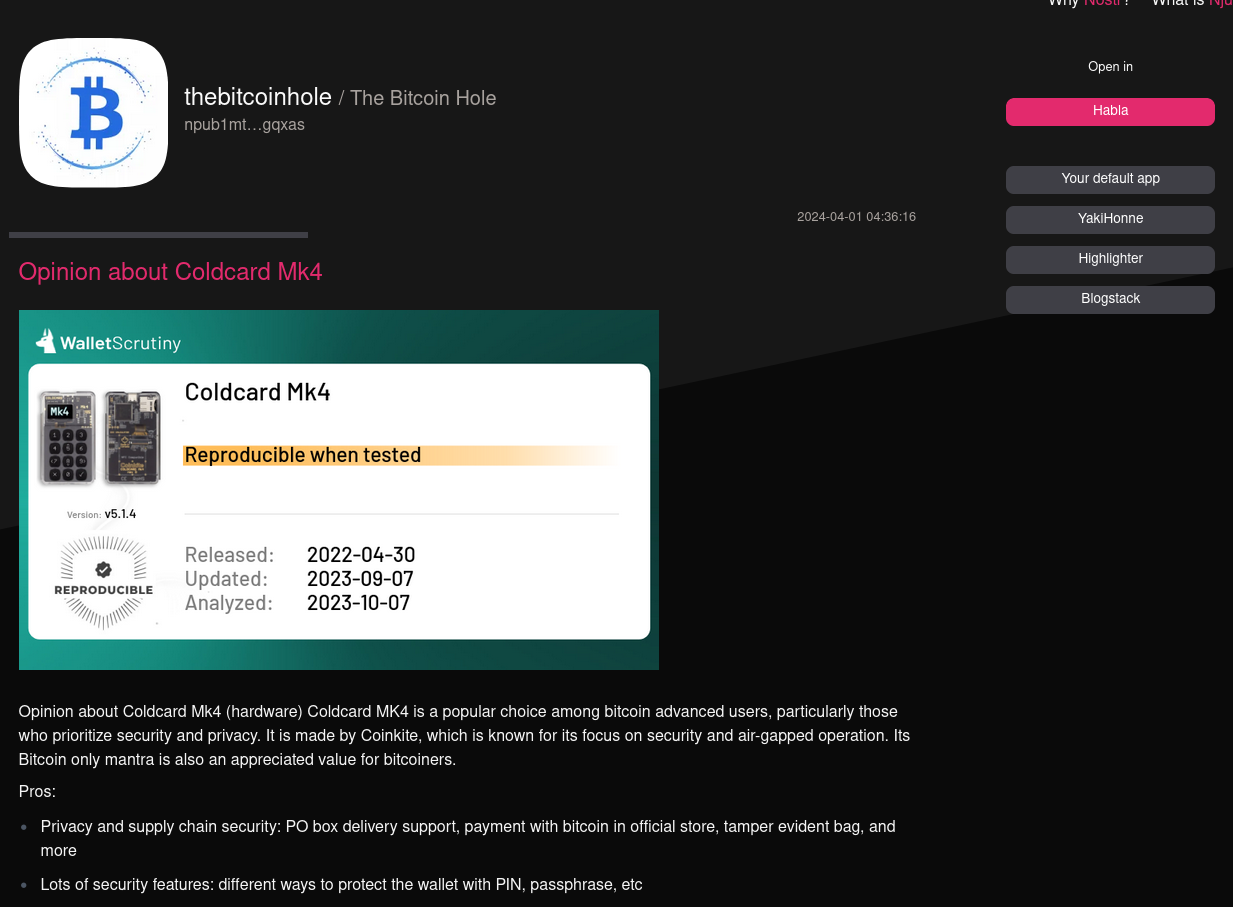 Why Nostr? What is Nju
thebitcoinhole / The Bitcoin Hole
npub1mt…gqxas
Open in
Habla
Your default app
YakiHonne
Highlighter
Blogstack
2024-04-01 04:36:16
Opinion about Coldcard Mk4
WalletScrutiny
Coldcard Mk4
Mk4
Reproducible when tested
Version: v5.1.4
REPRODUCIBLE
Released: 2022-04-30
Updated: 2023-09-07
Analyzed: 2023-10-07
Opinion about Coldcard Mk4 (hardware) Coldcard MK4 is a popular choice among bitcoin advanced users, particularly those
who prioritize security and privacy. It is made by Coinkite, which is known for its focus on security and air-gapped operation. Its
Bitcoin only mantra is also an appreciated value for bitcoiners.
Pros:
• Privacy and supply chain security: PO box delivery support, payment with bitcoin in official store, tamper evident bag, and
more
• Lots of security features: different ways to protect the wallet with PIN, passphrase, etc